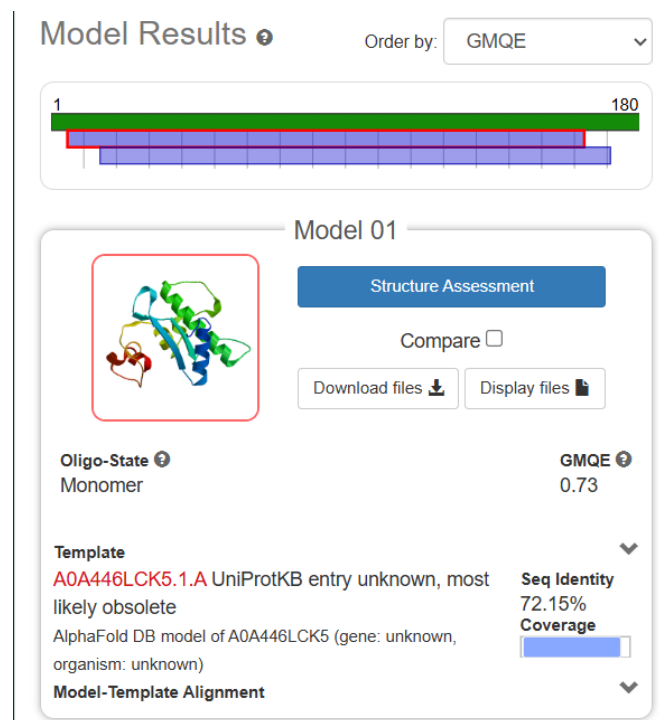 Model Results ?
Order by: GMQE
1 180
Model 01
Structure Assessment
Compare
Download files Display files
Oligo-State ? GMQE ?
Monomer 0.73
Template
A0A446LCK5.1.A UniProtKB entry unknown, most
likely obsolete
Seq Identity
72.15%
Coverage
AlphaFold DB model of A0A446LCK5 (gene: unknown,
organism: unknown)
Model-Template Alignment